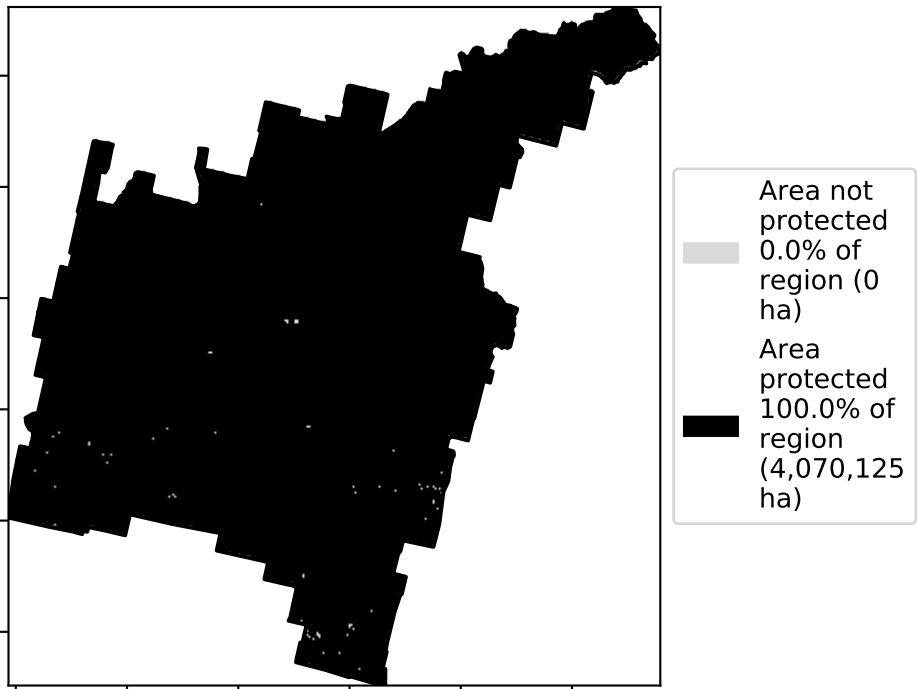 Area not
protected
0.0% of
region (0
ha)
Area
protected
100.0% of
region
(4,070,125
ha)